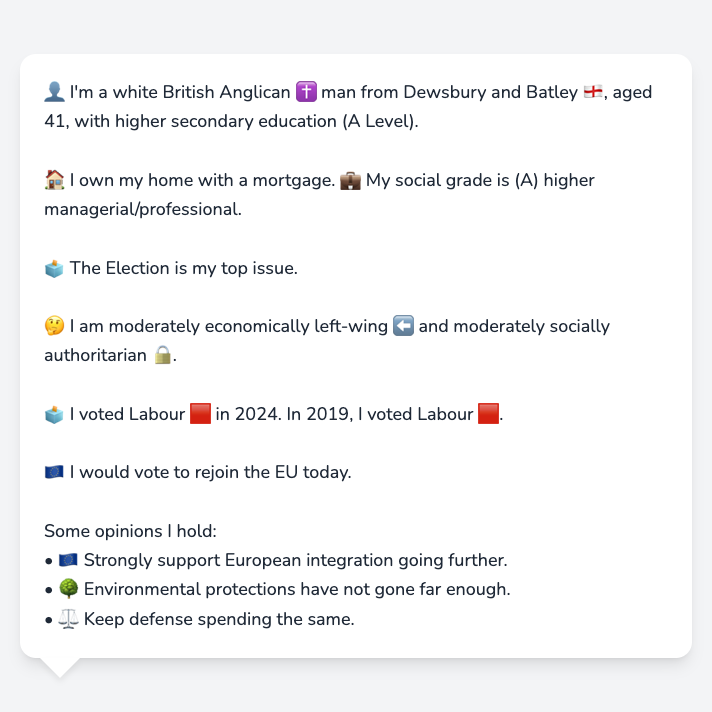 👤 I'm a white British Anglican ✝️ man from Dewsbury and Batley 🏴󠁧󠁢󠁥󠁮󠁧󠁿, aged
41, with higher secondary education (A Level).
🏠 I own my home with a mortgage. 💼 My social grade is (A) higher
managerial/professional.
🗳️ The Election is my top issue.
🤔 I am moderately economically left-wing ⬅️ and moderately socially
authoritarian 🔒.
🗳️ I voted Labour 🟥 in 2024. In 2019, I voted Labour 🟥.
🇪🇺 I would vote to rejoin the EU today.
Some opinions I hold:
• 🇪🇺 Strongly support European integration going further.
• 🌳 Environmental protections have not gone far enough.
• ⚖️ Keep defense spending the same.